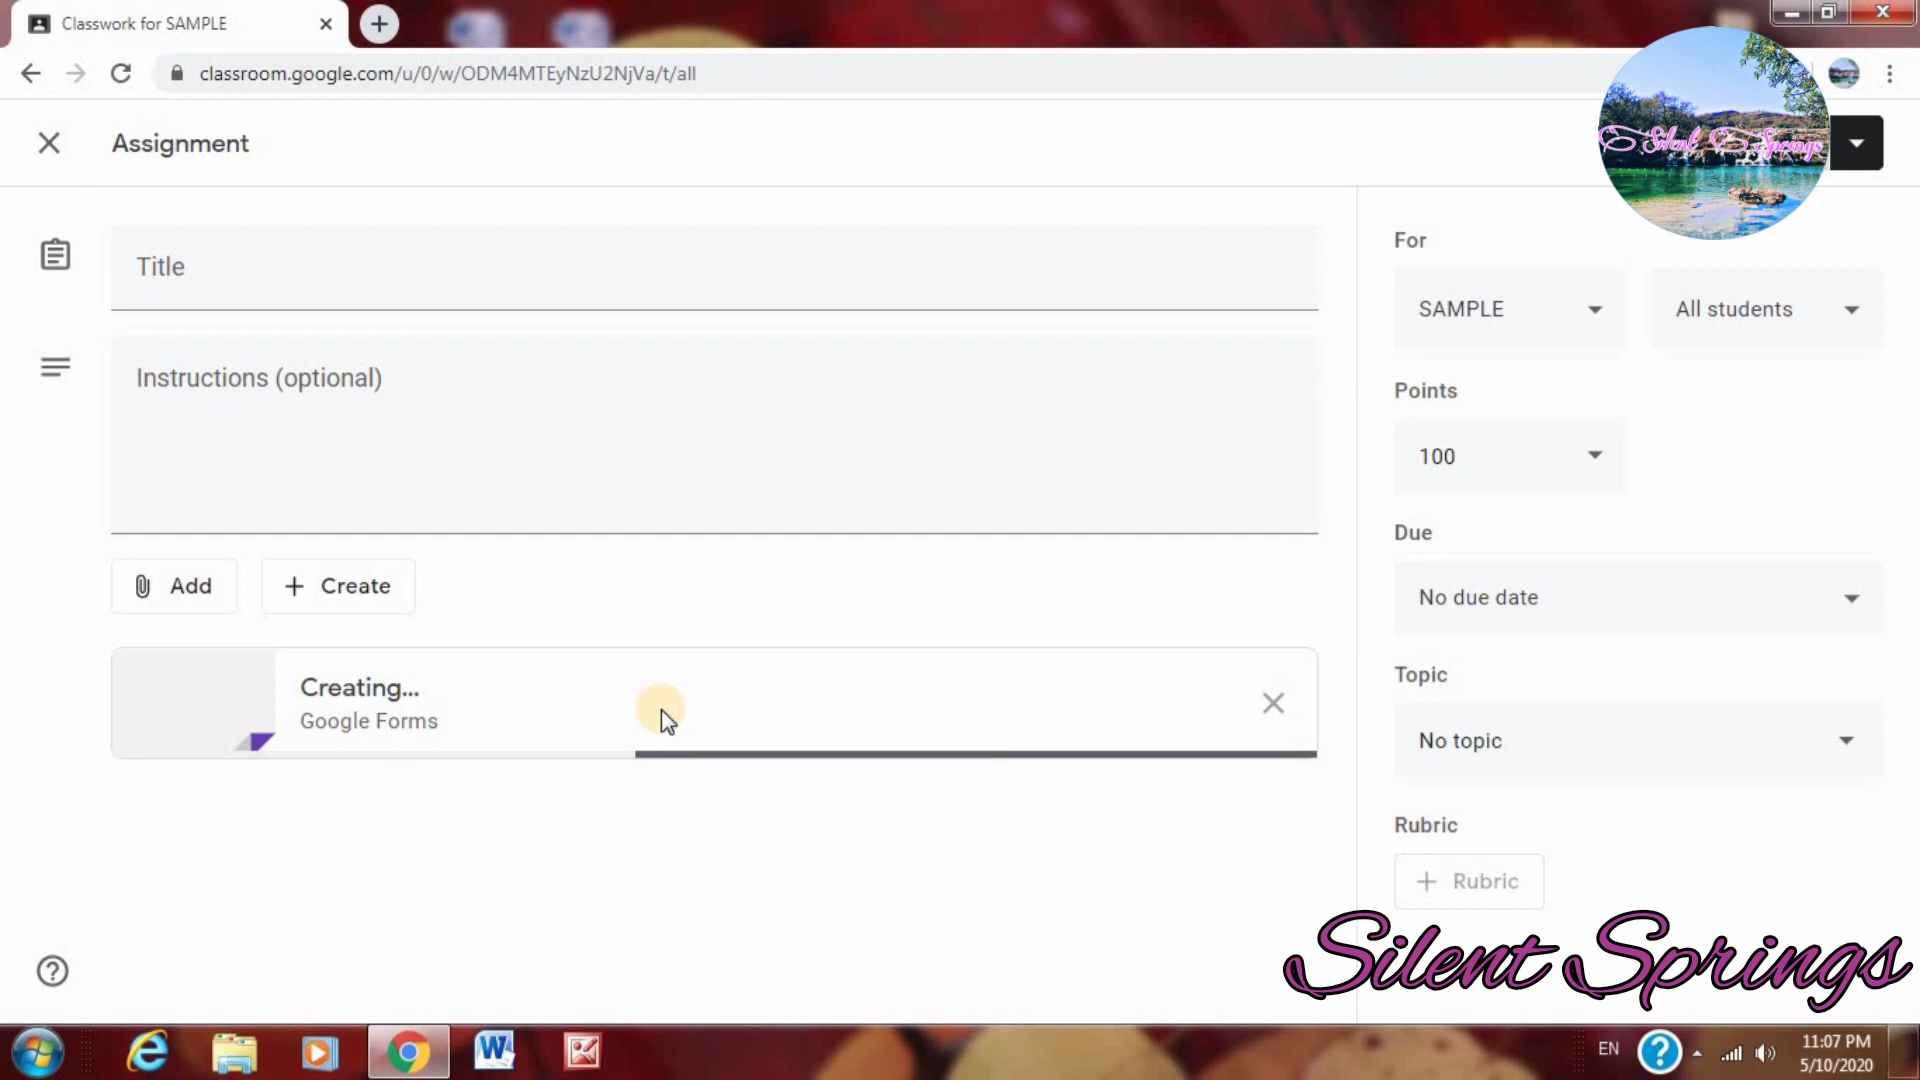 Classwork for SAMPLE
classroom.google.com/u/0/w/ODM4MTEyNzU2NjVa/t/all
Assignment
Silent Springs
Title
For
SAMPLE
All students
Instructions (optional)
Points
100
Due
No due date
Add
Create
Creating...
Google Forms
Topic
No topic
Rubric
Rubric
Silent Springs
EN
11:07 PM
5/10/2020